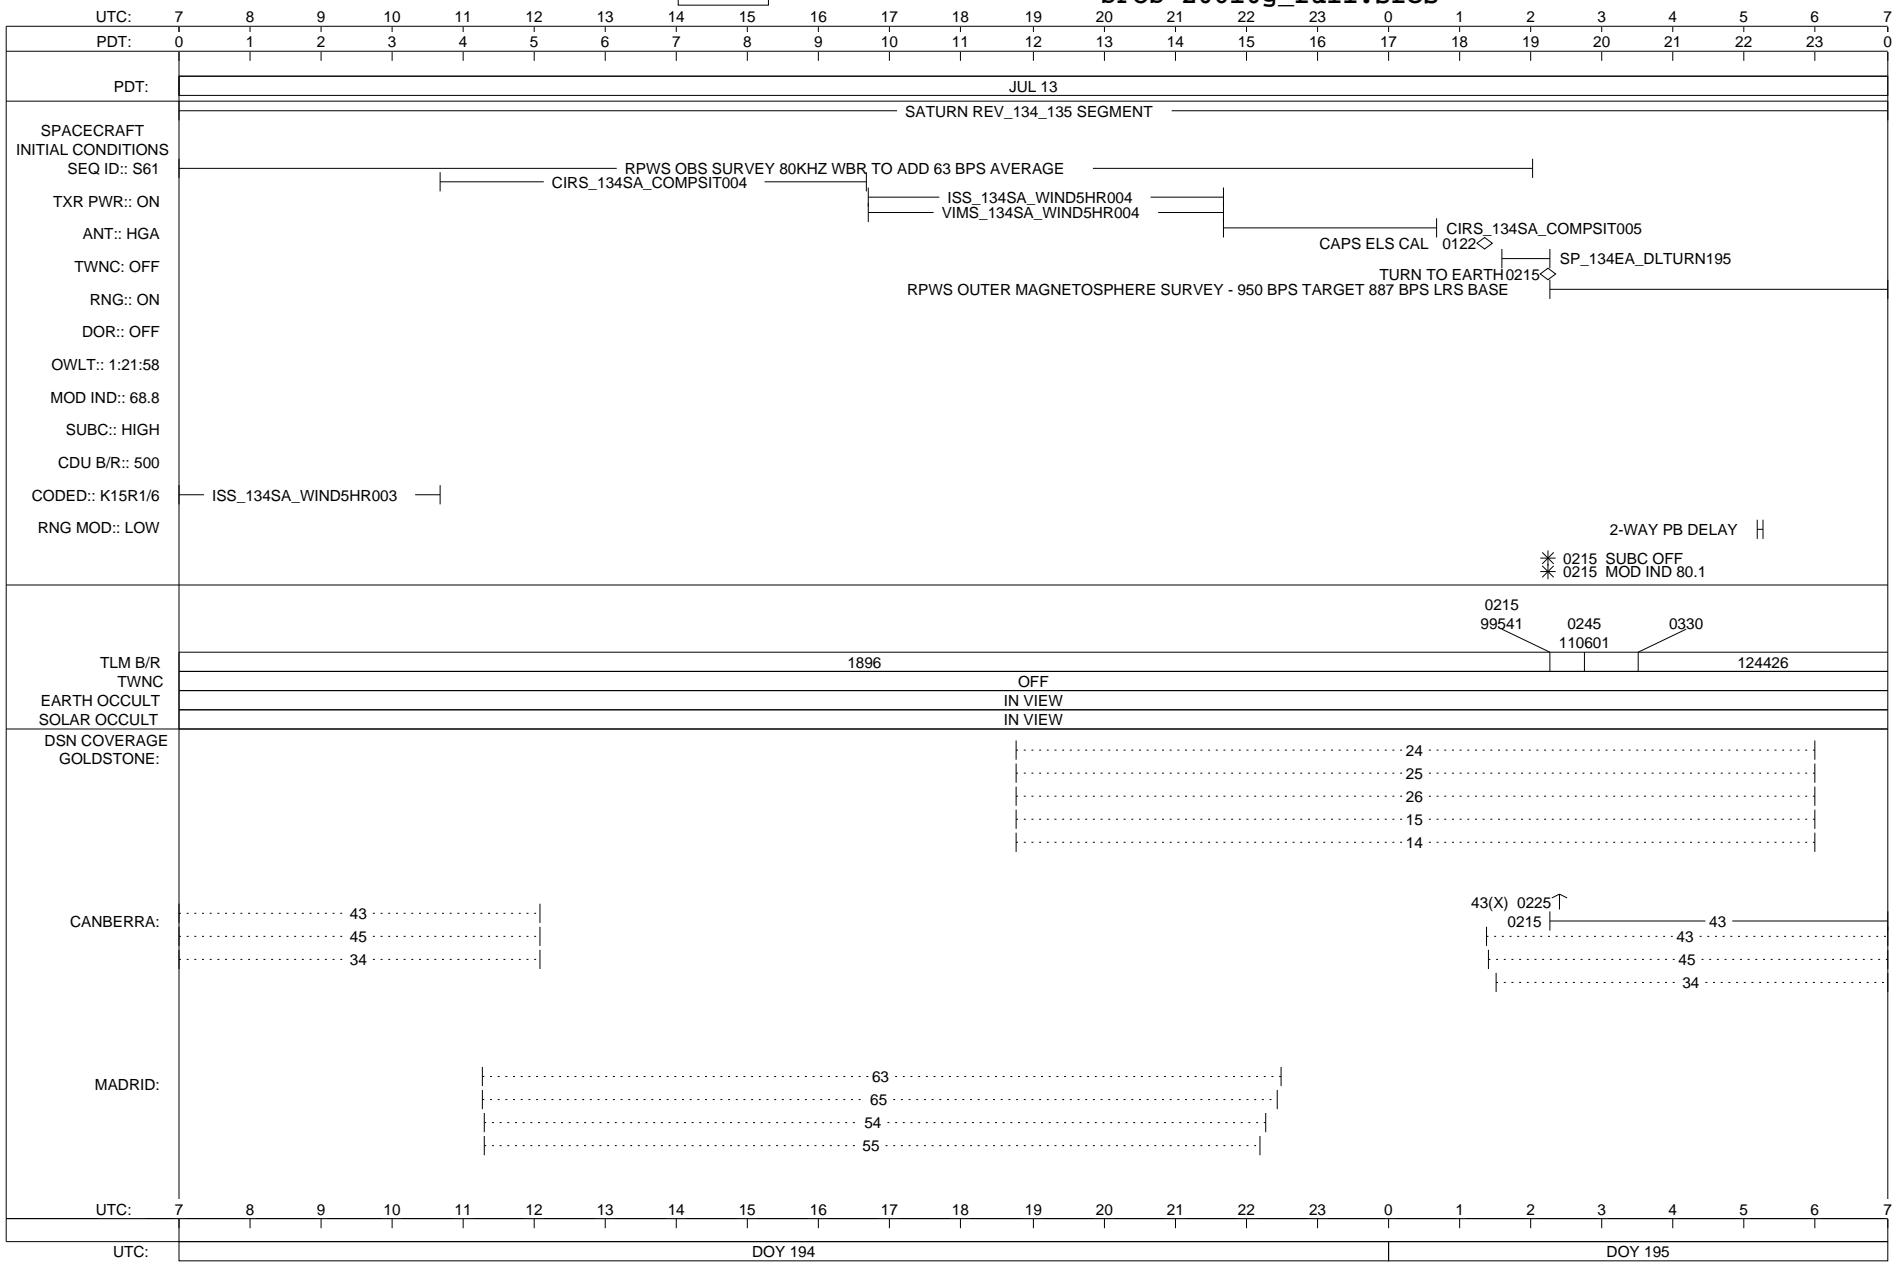 UTC: 7 8 9 10 11 12 13 14 15 16 17 18 19 20 21 22 23 0 1 2 3 4 5 6 7
PDT: 0 1 2 3 4 5 6 7 8 9 10 11 12 13 14 15 16 17 18 19 20 21 22 23 0
PDT: JUL 13
SATURN REV_134_135 SEGMENT
SPACECRAFT
INITIAL CONDITIONS
SEQ ID:: S61
RPWS OBS SURVEY 80KHZ WBR TO ADD 63 BPS AVERAGE
CIRS_134SA_COMPSIT004
TXR PWR:: ON
ISS_134SA_WIND5HR004
VIMS_134SA_WIND5HR004
ANT:: HGA
CIRS_134SA_COMPSIT005
CAPS ELS CAL 0122
TWNC: OFF
SP_134EA_DLTURN195
TURN TO EARTH 0215
RNG:: ON
RPWS OUTER MAGNETOSPHERE SURVEY - 950 BPS TARGET 887 BPS LRS BASE
DOR:: OFF
OWLT:: 1:21:58
MOD IND:: 68.8
SUBC:: HIGH
CDU B/R:: 500
CODED:: K15R1/6
ISS_134SA_WIND5HR003
RNG MOD:: LOW
2-WAY PB DELAY
0215 SUBC OFF
0215 MOD IND 80.1
0215
99541 0245 0330
110601
TLM B/R 1896 124426
TWNC OFF
EARTH OCCULT IN VIEW
SOLAR OCCULT IN VIEW
DSN COVERAGE
GOLDSTONE:
24
25
26
15
14
CANBERRA:
43(X) 0225
43
0215 43
45
43
34
45
34
MADRID:
63
65
54
55
UTC: 7 8 9 10 11 12 13 14 15 16 17 18 19 20 21 22 23 0 1 2 3 4 5 6 7
UTC: DOY 194 DOY 195